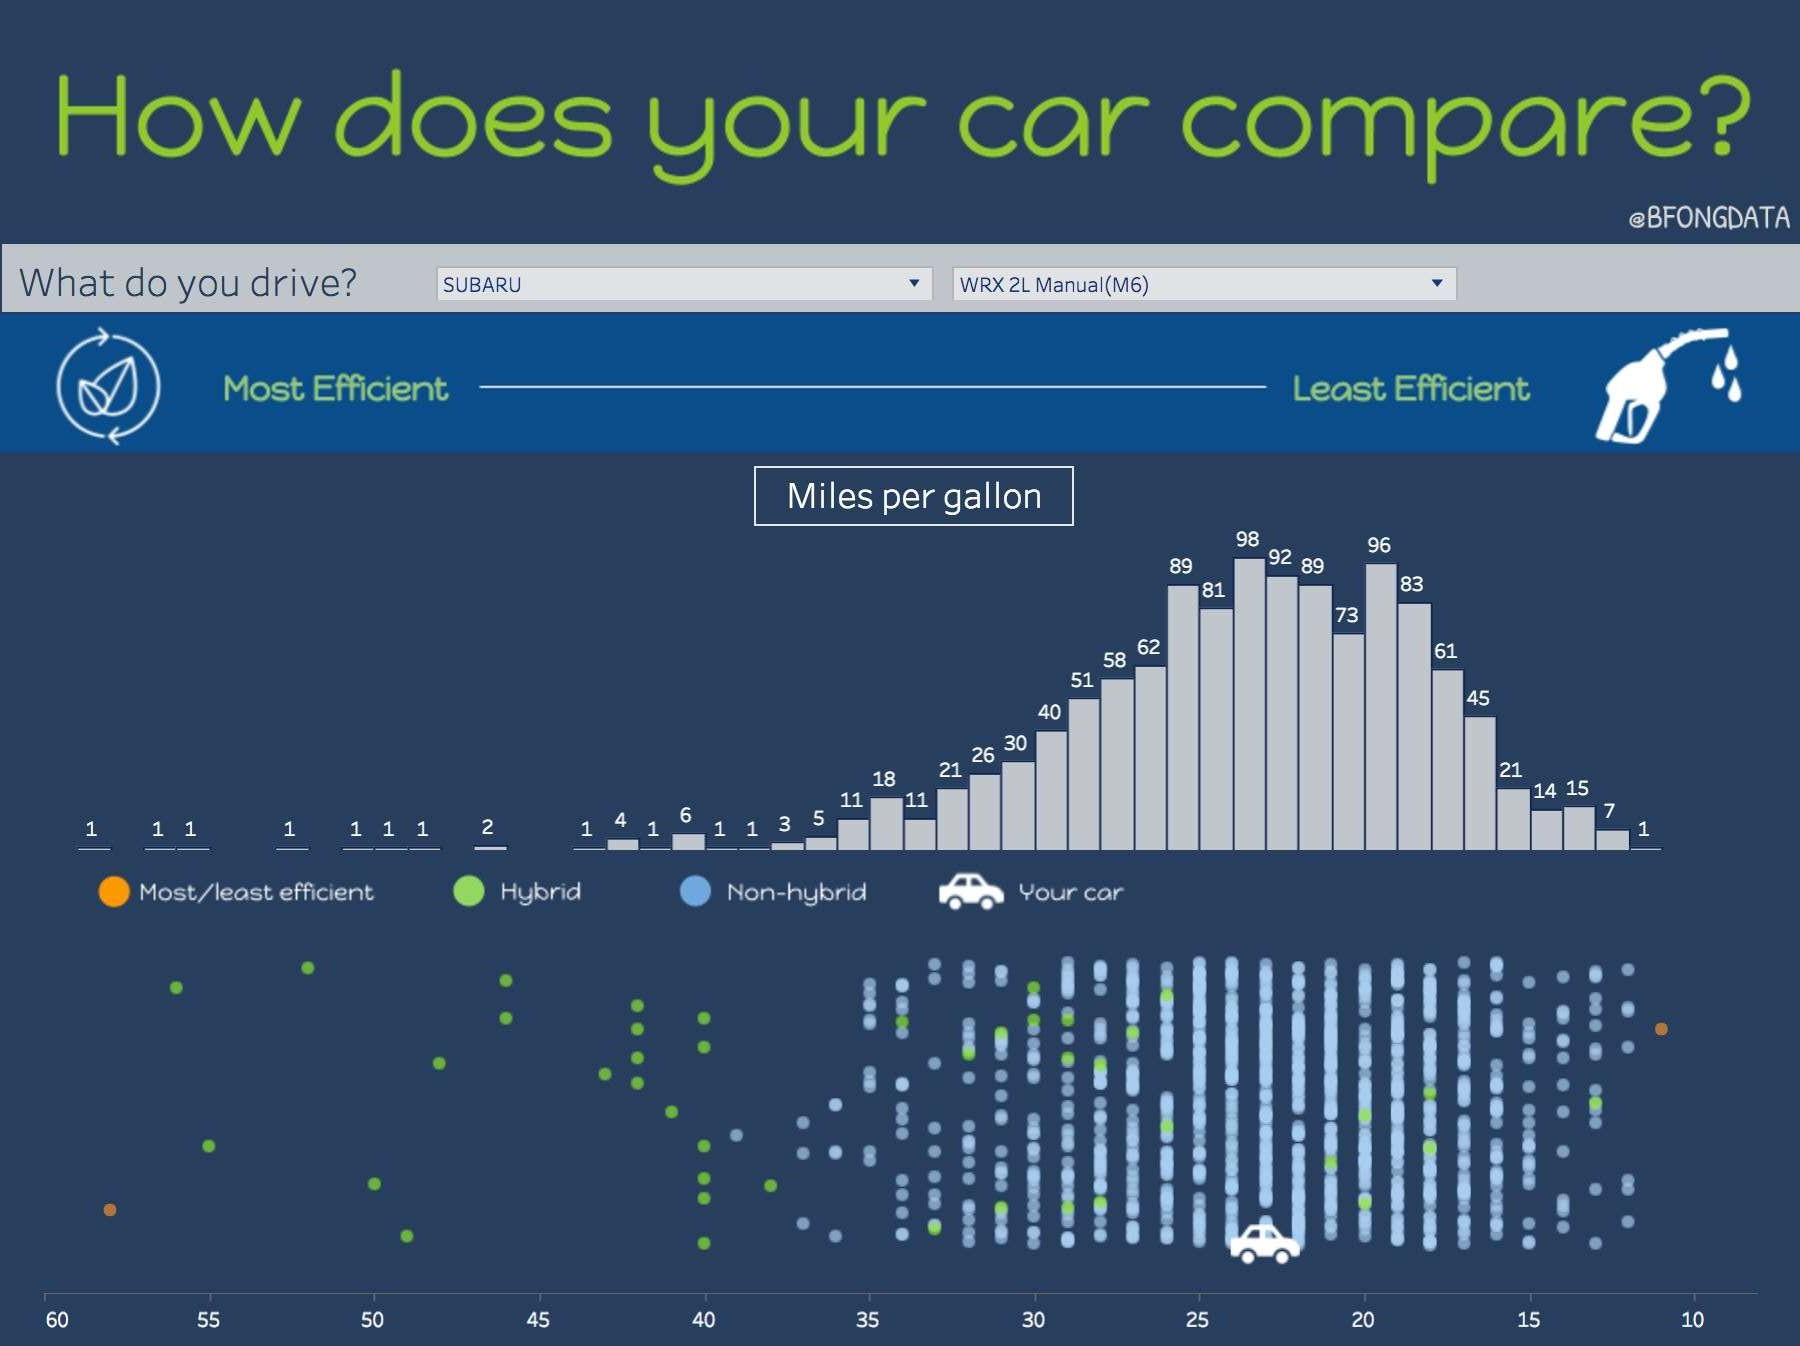 How does your car compare?
@BFONGDATA
What do you drive? SUBARU WRX 2L Manual(M6)
Most Efficient Least Efficient
Miles per gallon
1 1 1 1 1 1 1 2 1 4 1 6 1 1 3 5 11 18 11 21 26 30 40 51 58 62 89 81 98 92 89 73 96 83 61 45 21 14 15 7 1
Most/least efficient Hybrid Non-hybrid Your car
60 55 50 45 40 35 30 25 20 15 10